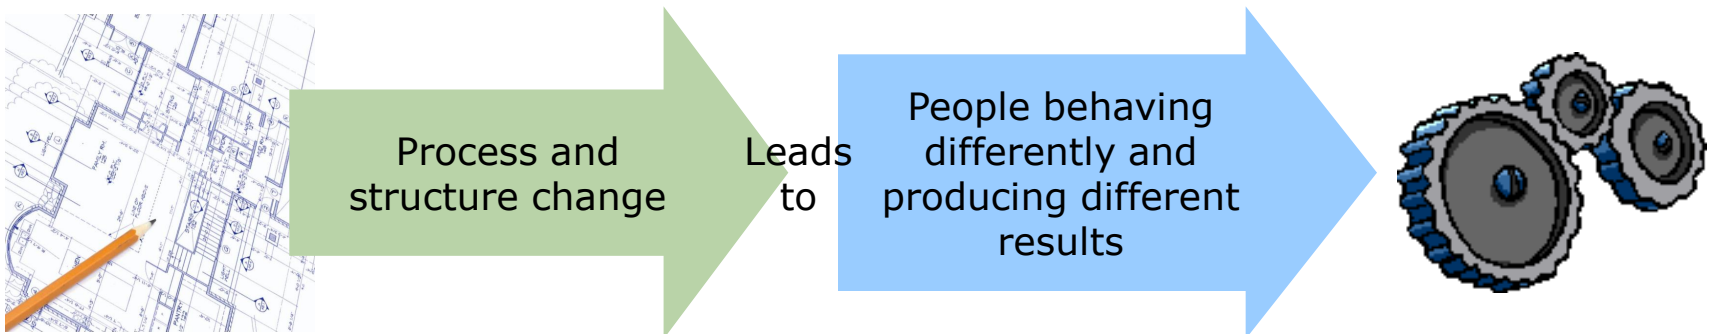 Process and
structure change
Leads
to
People behaving
differently and
producing different
results